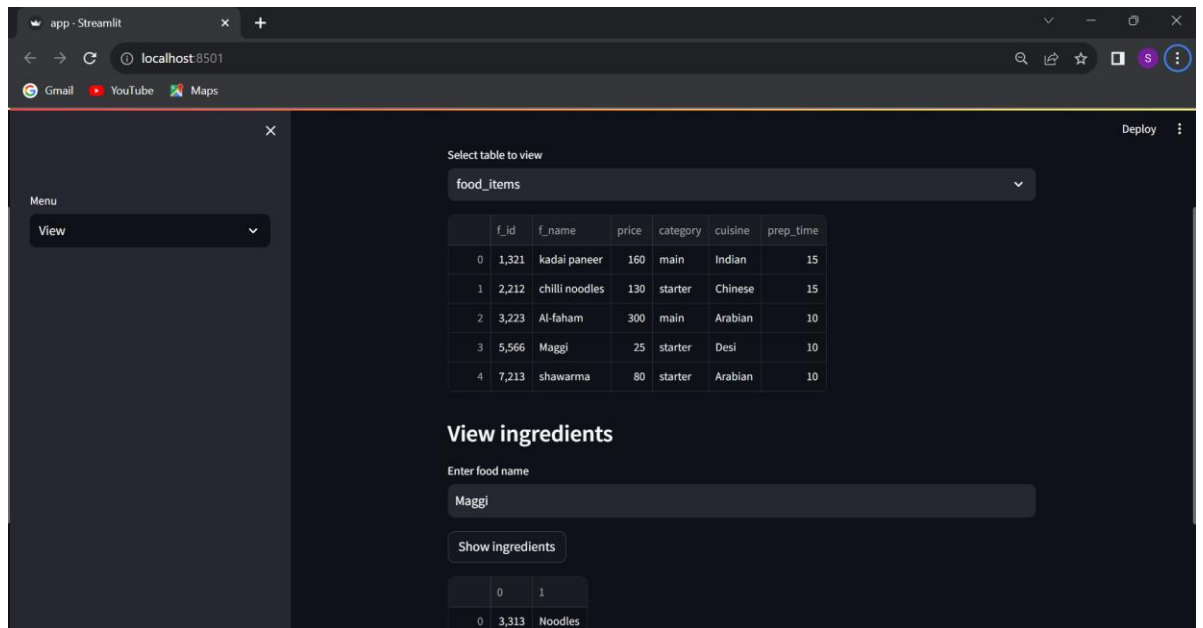 app · Streamlit
localhost:8501
S
Gmail YouTube Maps
Deploy
Menu
View
Select table to view
food_items
f_id f_name price category cuisine prep_time
0 1,321 kadai paneer 160 main Indian 15
1 2,212 chilli noodles 130 starter Chinese 15
2 3,223 Al-faham 300 main Arabian 10
3 5,566 Maggi 25 starter Desi 10
4 7,213 shawarma 80 starter Arabian 10
View ingredients
Enter food name
Maggi
Show ingredients
0 1
0 3,313 Noodles